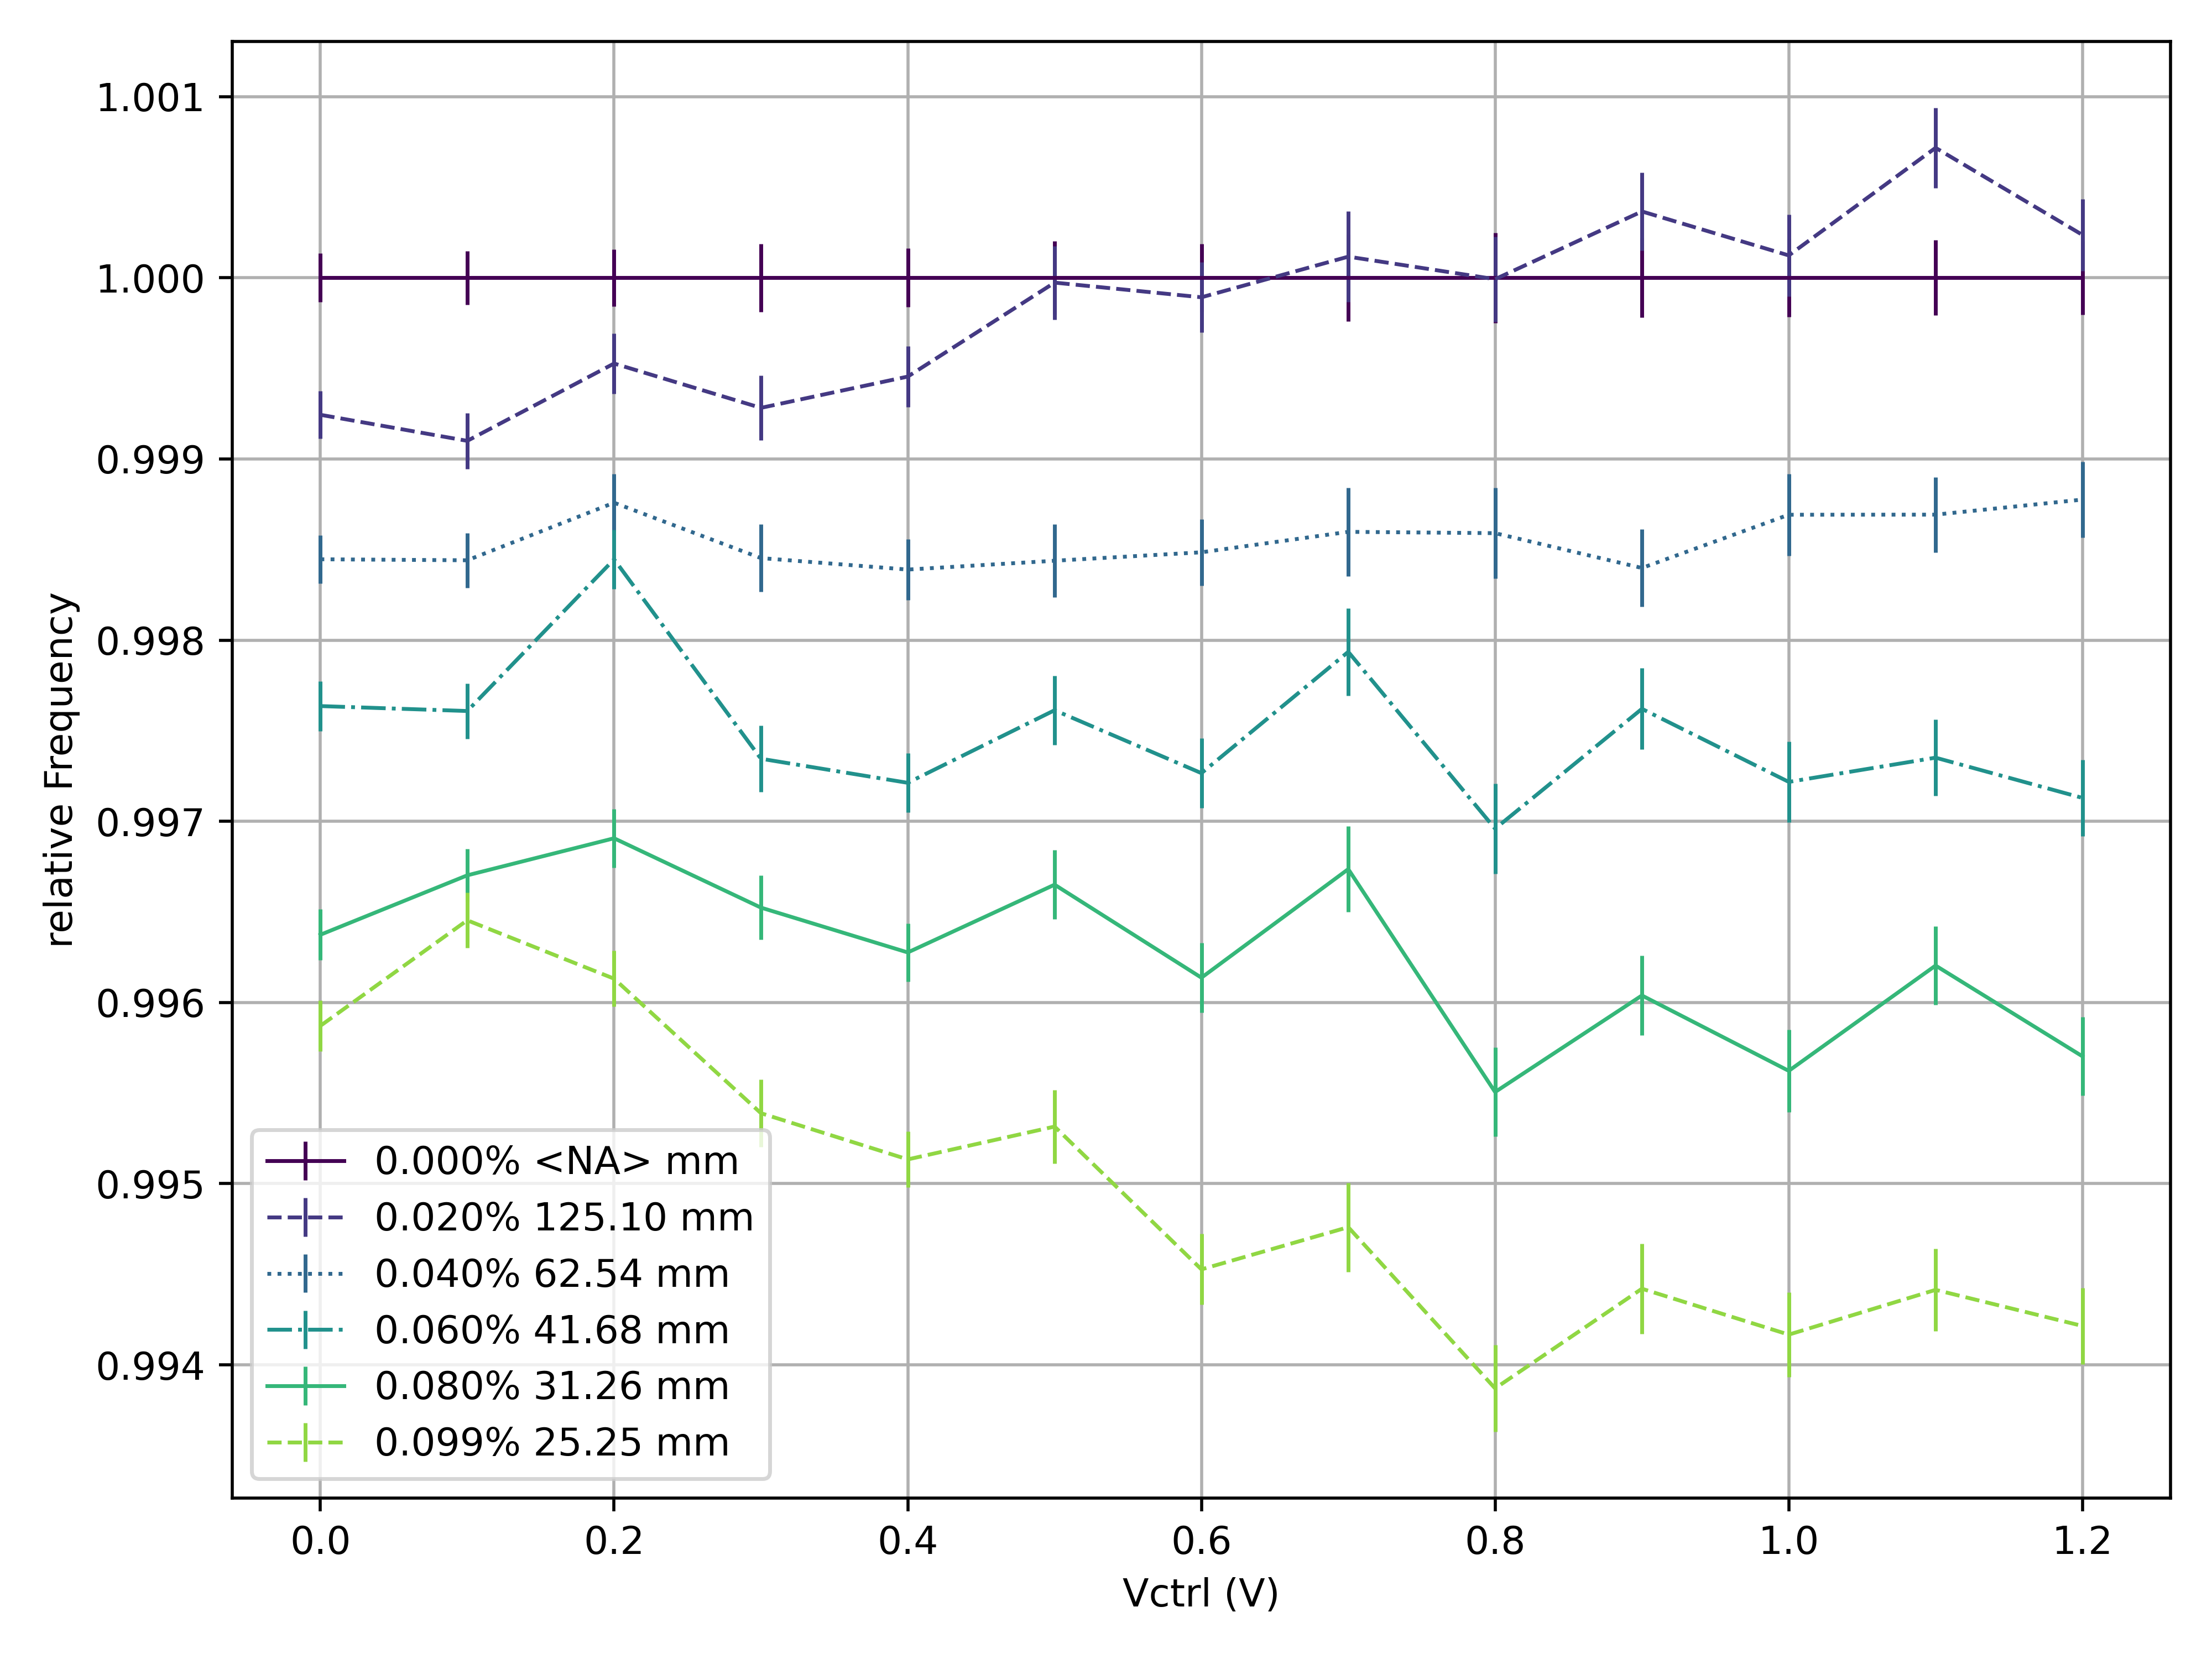 1.001
1.000
0.999
0.998
0.997
0.996
0.995
0.994
relative Frequency
0.000% <NA> mm
0.020% 125.10 mm
0.040% 62.54 mm
0.060% 41.68 mm
0.080% 31.26 mm
0.099% 25.25 mm
0.0 0.2 0.4 0.6 0.8 1.0 1.2
Vctrl (V)